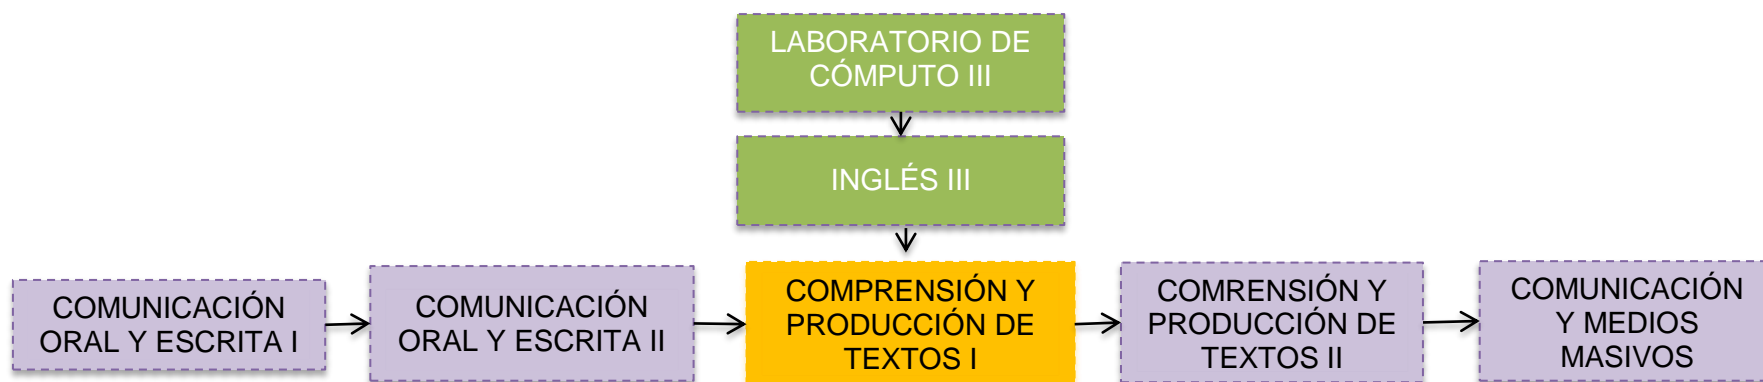 LABORATORIO DE
CÓMPUTO III
INGLÉS III
COMUNICACIÓN
ORAL Y ESCRITA I
COMUNICACIÓN
ORAL Y ESCRITA II
COMPRENSIÓN Y
PRODUCCIÓN DE
TEXTOS I
COMRENSIÓN Y
PRODUCCIÓN DE
TEXTOS II
COMUNICACIÓN
Y MEDIOS
MASIVOS